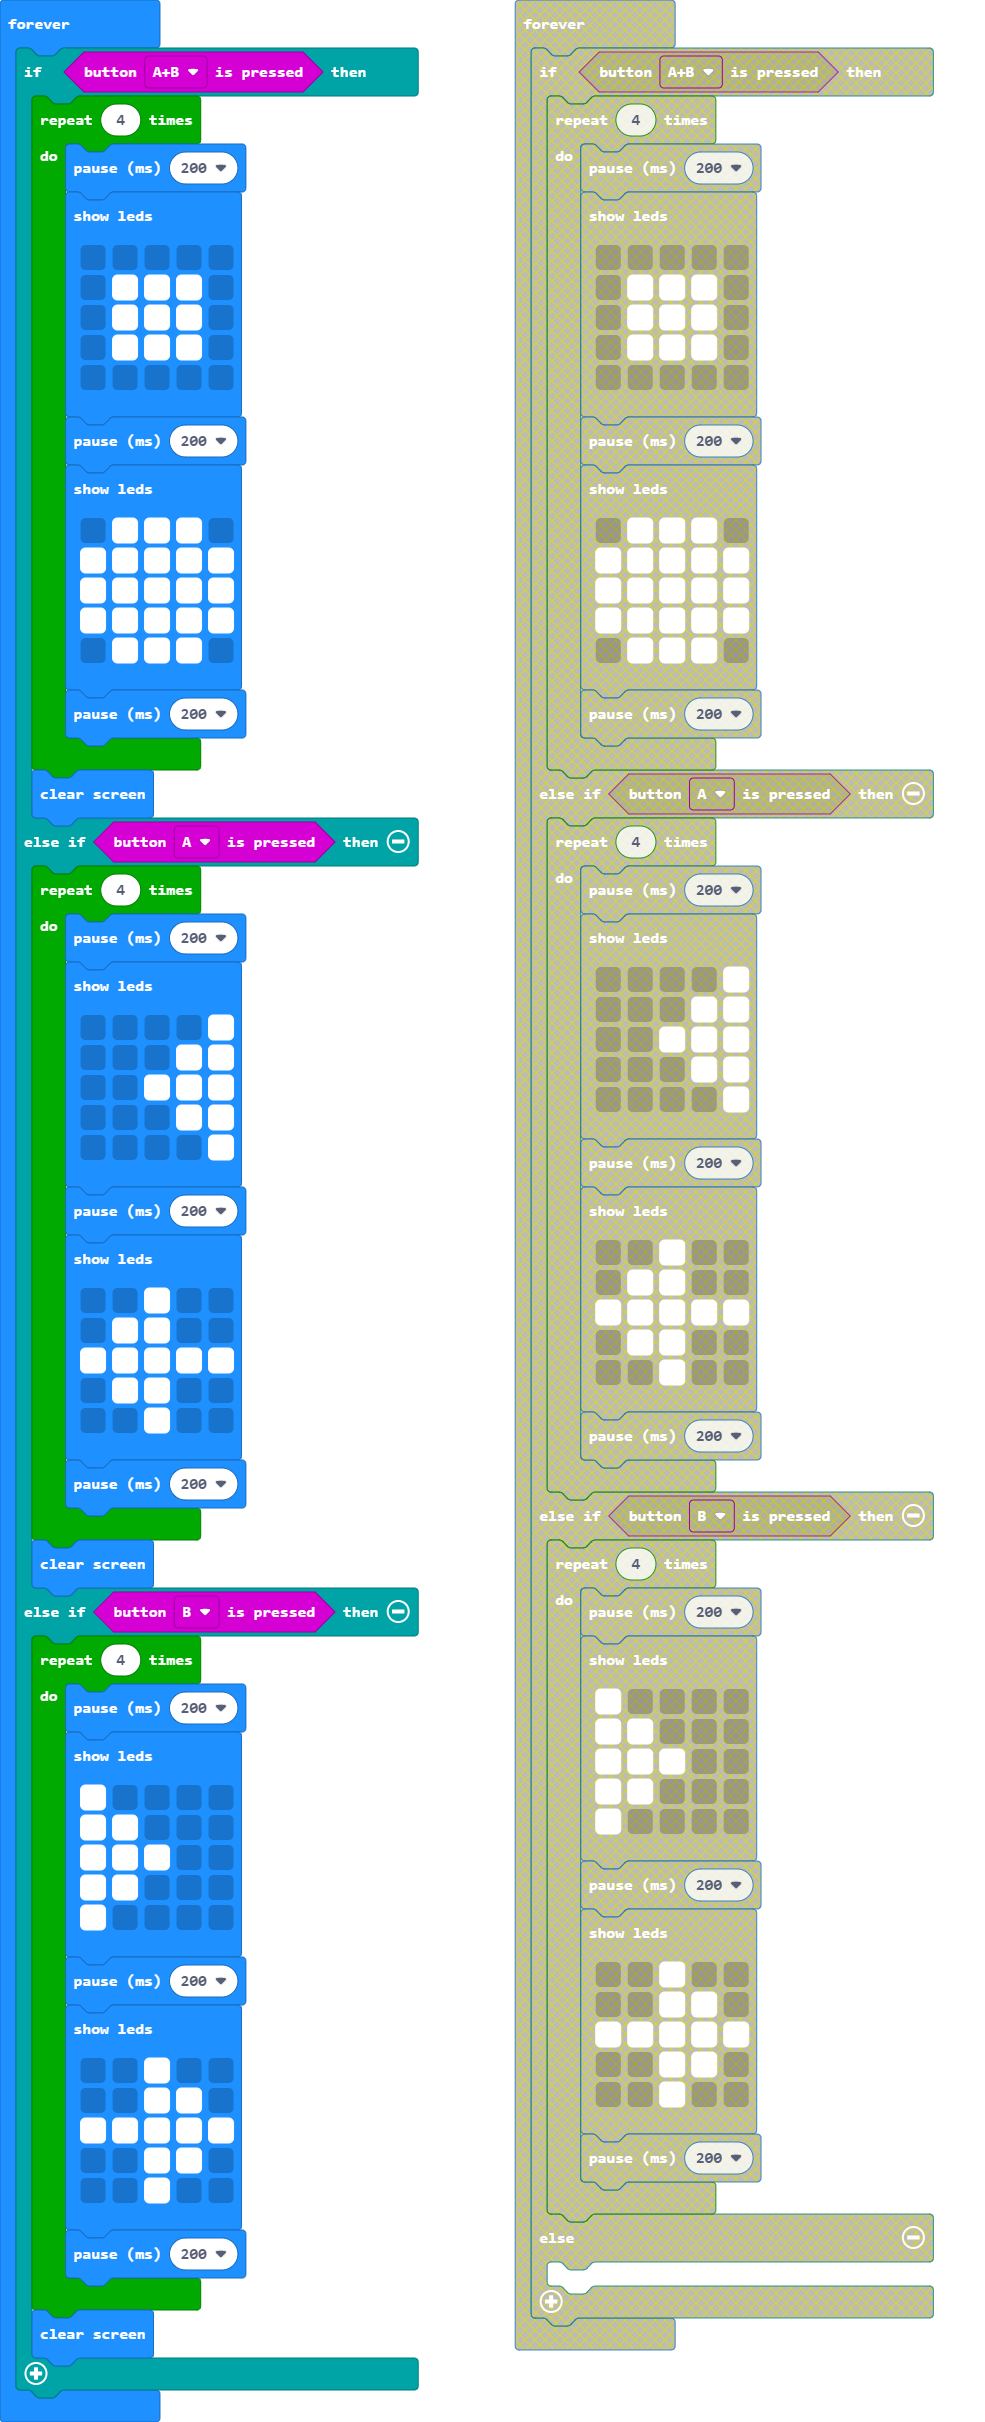 forever
if button A+B is pressed then
repeat 4 times
do
pause (ms) 200
show leds
pause (ms) 200
show leds
pause (ms) 200
clear screen
else if button A is pressed then
repeat 4 times
do
pause (ms) 200
show leds
pause (ms) 200
show leds
pause (ms) 200
clear screen
else if button B is pressed then
repeat 4 times
do
pause (ms) 200
show leds
pause (ms) 200
show leds
pause (ms) 200
clear screen
forever
if button A+B is pressed then
repeat 4 times
do
pause (ms) 200
show leds
pause (ms) 200
show leds
pause (ms) 200
else if button A is pressed then
repeat 4 times
do
pause (ms) 200
show leds
pause (ms) 200
show leds
pause (ms) 200
else if button B is pressed then
repeat 4 times
do
pause (ms) 200
show leds
pause (ms) 200
show leds
pause (ms) 200
else